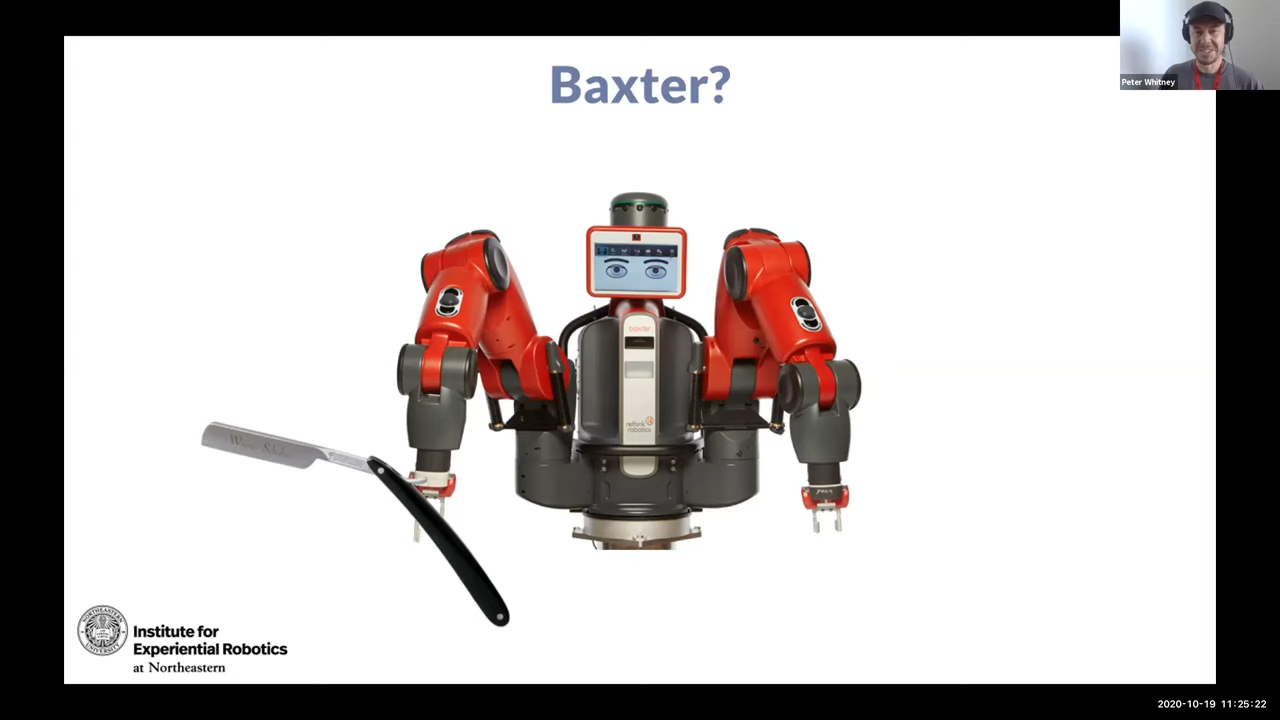 Baxter?
Peter Whitney
baxter
rethink
robotics
Institute for
Experiential Robotics
at Northeastern
2020-10-19 11:25:22